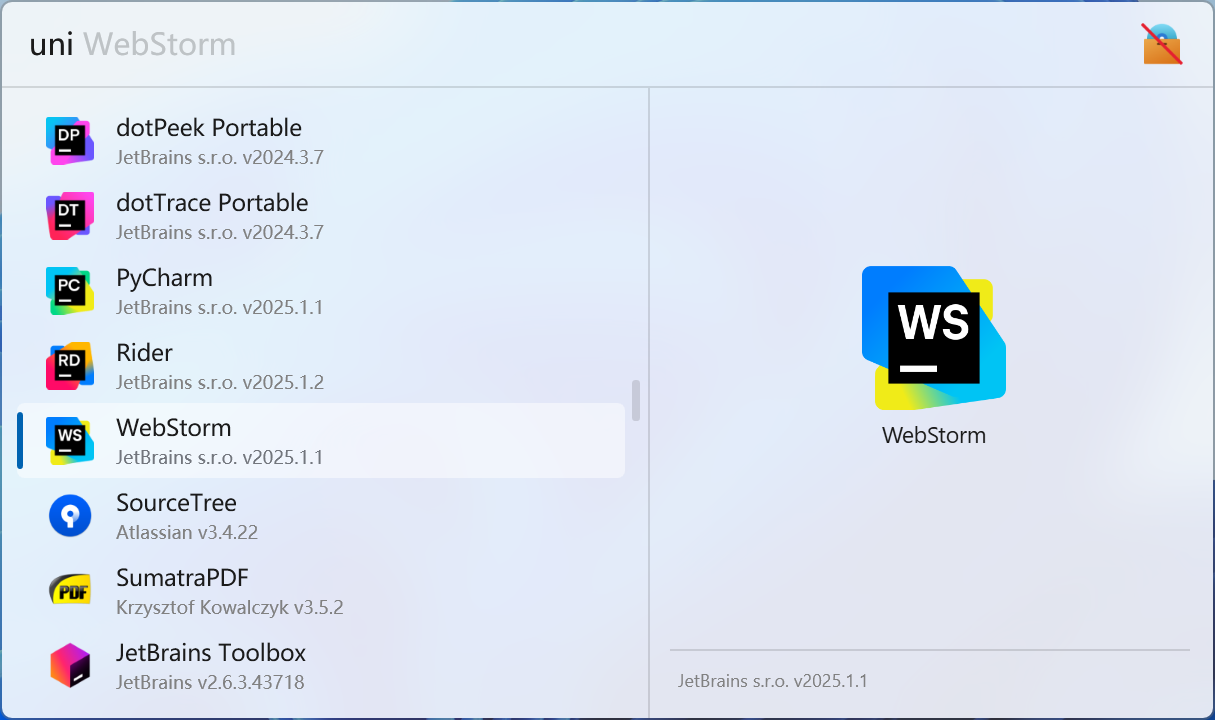 uni WebStorm
DP
dotPeek Portable
JetBrains s.r.o. v2024.3.7
DT
dotTrace Portable
JetBrains s.r.o. v2024.3.7
PC
PyCharm
JetBrains s.r.o. v2025.1.1
RD
Rider
JetBrains s.r.o. v2025.1.2
WS
WebStorm
JetBrains s.r.o. v2025.1.1
SourceTree
Atlassian v3.4.22
PDF
SumatraPDF
Krzysztof Kowalczyk v3.5.2
JetBrains Toolbox
JetBrains v2.6.3.43718
WS
WebStorm
JetBrains s.r.o. v2025.1.1